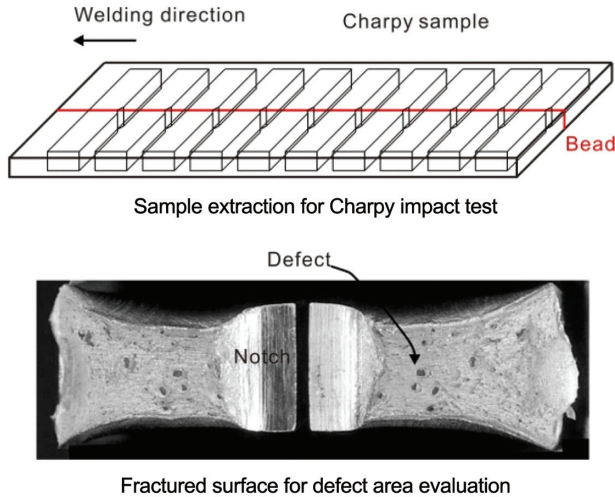 Welding direction
Charpy sample
Bead
Sample extraction for Charpy impact test
Defect
Notch
Fractured surface for defect area evaluation